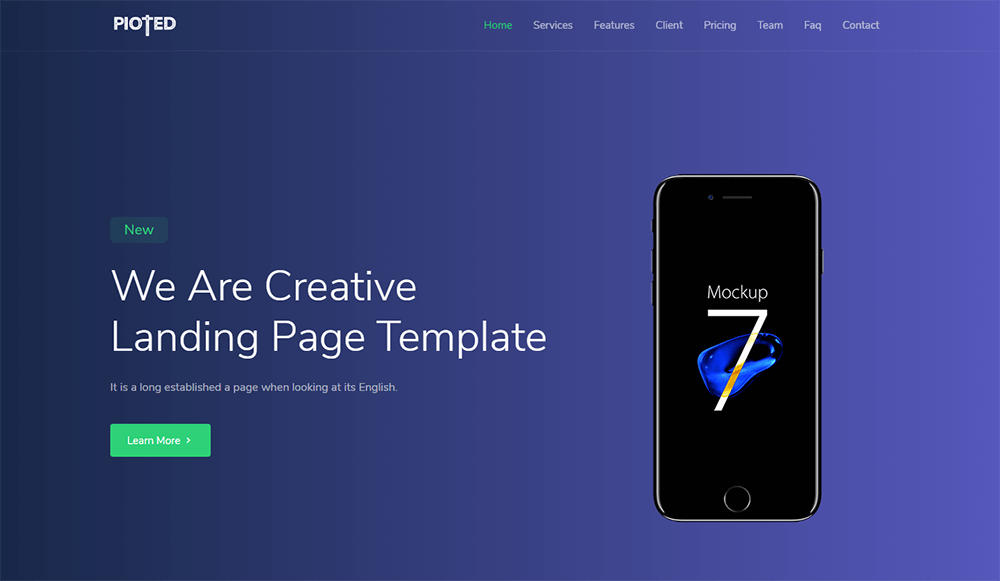 PIOTED
Home Services Features Client Pricing Team Faq Contact
New
We Are Creative
Landing Page Template
It is a long established a page when looking at its English.
Learn More
Mockup
7